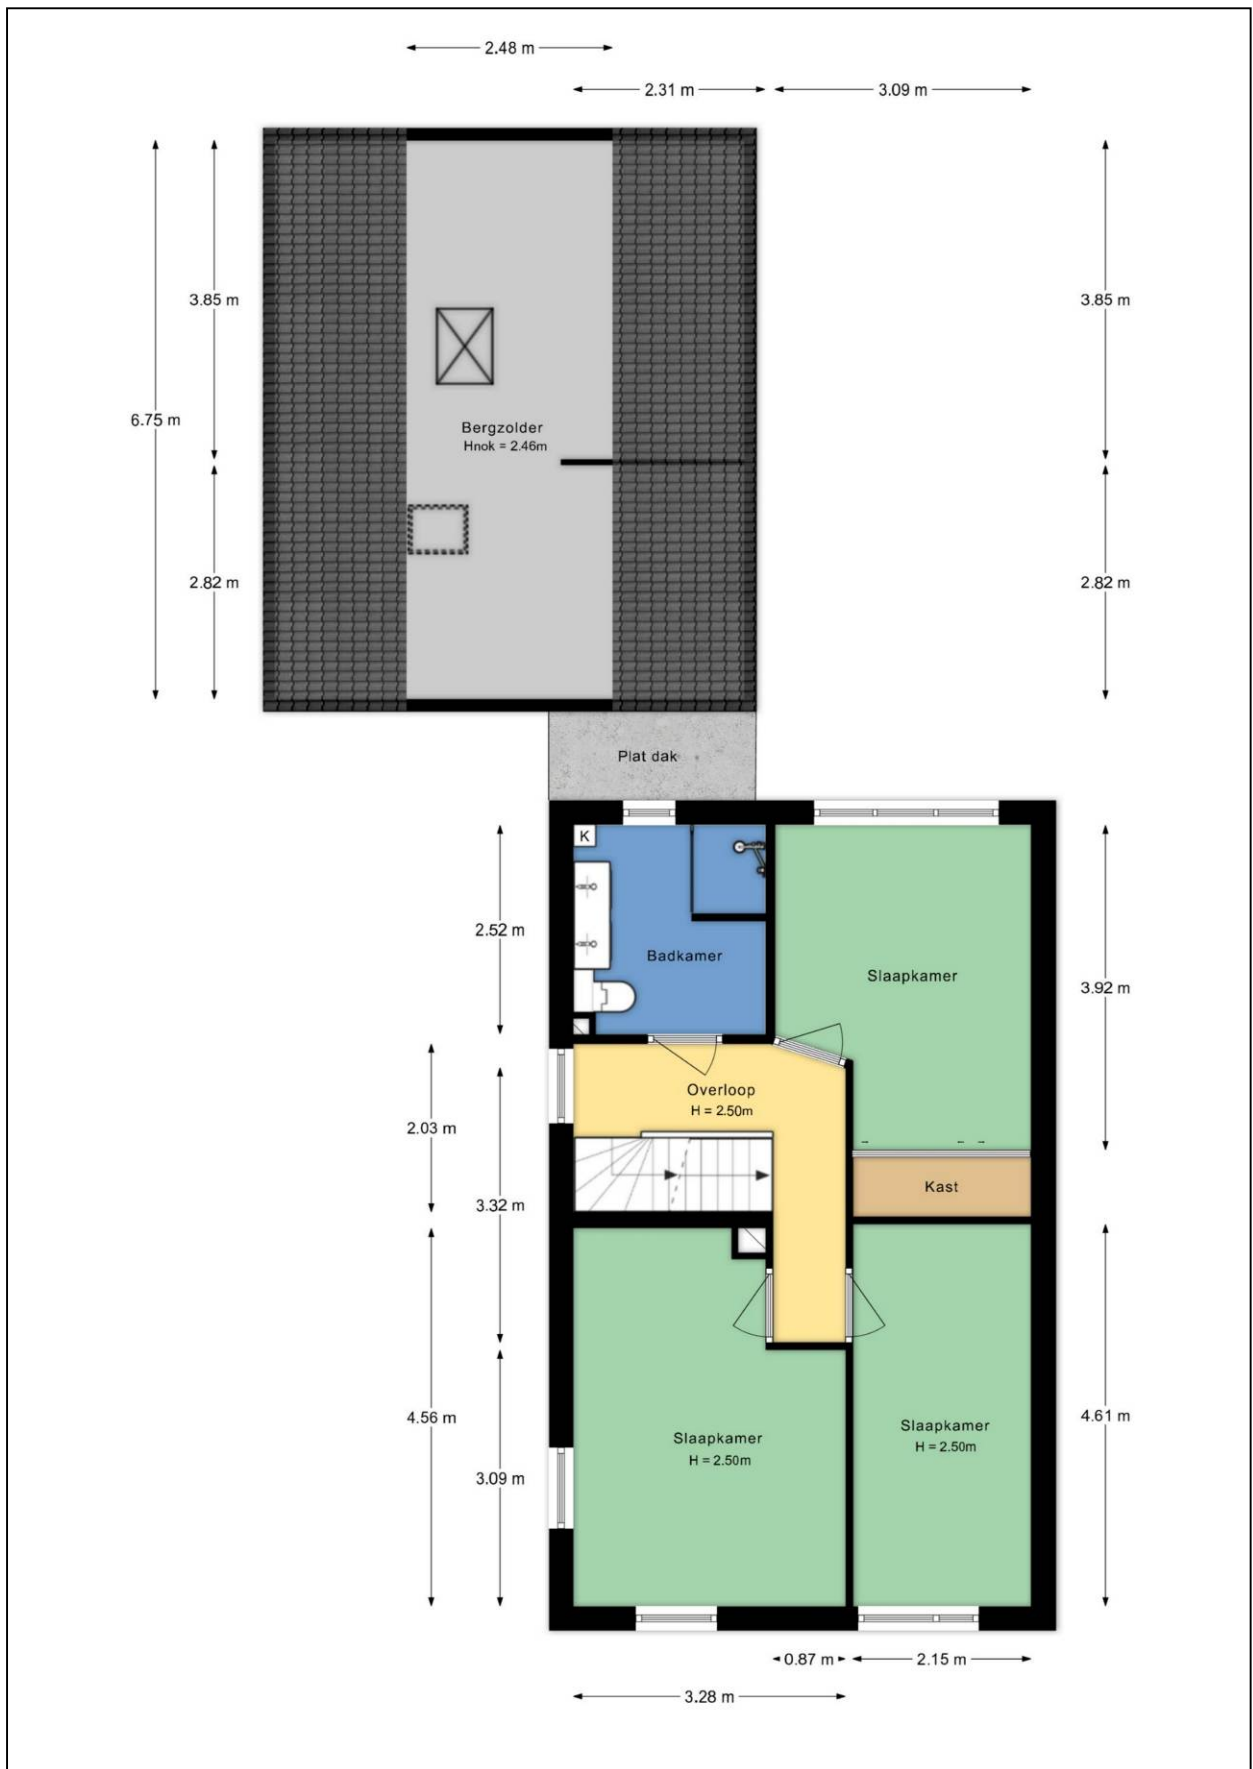 2.48 m
2.31 m
3.09 m
3.85 m
3.85 m
6.75 m
Bergzolder
Hnok = 2.46m
2.82 m
2.82 m
Plat dak
K
2.52 m
Badkamer
Slaapkamer
3.92 m
Overloop
H = 2.50m
2.03 m
Kast
3.32 m
4.56 m
Slaapkamer
H = 2.50m
Slaapkamer
H = 2.50m
4.61 m
3.09 m
0.87 m
2.15 m
3.28 m